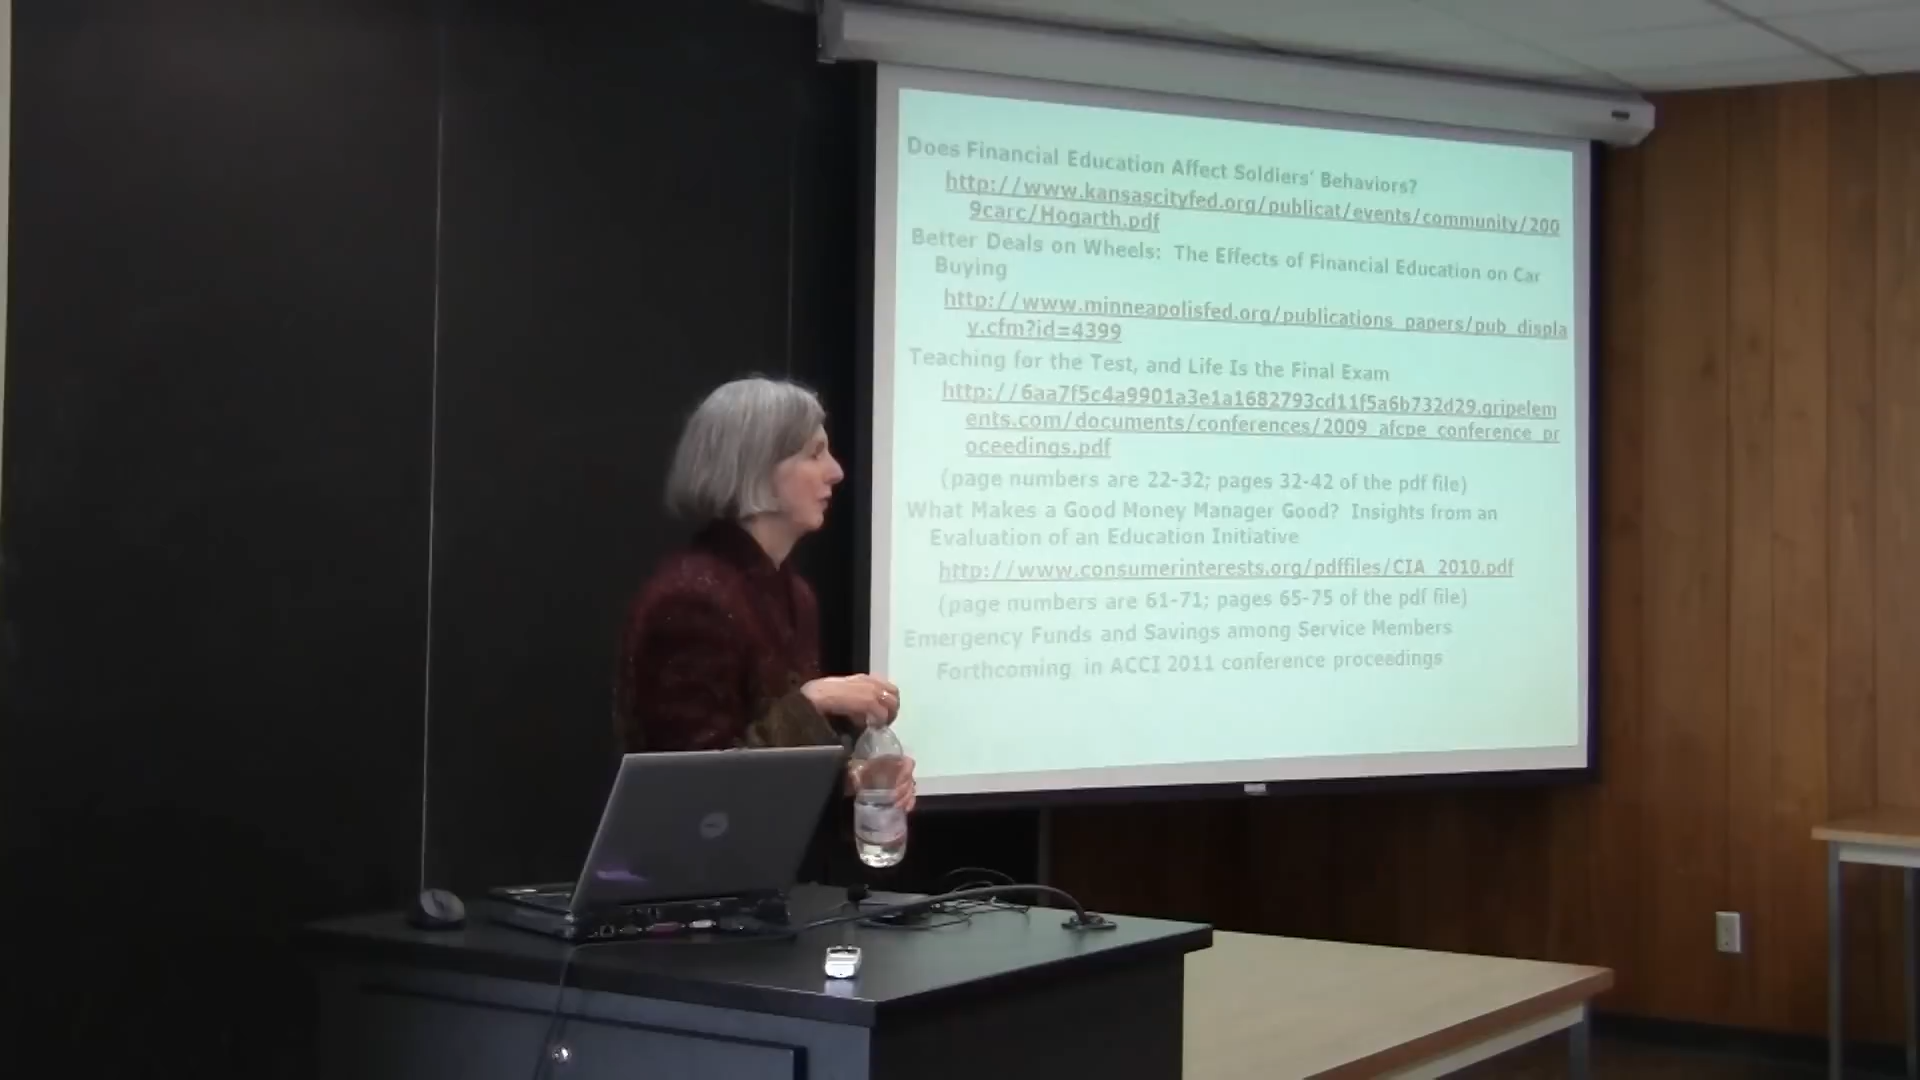 Does Financial Education Affect Soldiers' Behaviors?
http://www.kansascityfed.org/publicat/events/community/200
9carc/Hogarth.pdf
Better Deals on Wheels: The Effects of Financial Education on Car
Buying
http://www.minneapolisfed.org/publications_papers/pub_displa
y.cfm?id=4399
Teaching for the Test, and Life Is the Final Exam
http://6aa7f5c4a9901a3e1a1682793cd11f5a6b732d29.gripelem
ents.com/documents/conferences/2009_afcpe_conference_pr
oceedings.pdf
(page numbers are 22-32; pages 32-42 of the pdf file)
What Makes a Good Money Manager Good? Insights from an
Evaluation of an Education Initiative
http://www.consumerinterests.org/pdffiles/CIA_2010.pdf
(page numbers are 61-71; pages 65-75 of the pdf file)
Emergency Funds and Savings among Service Members
Forthcoming in ACCI 2011 conference proceedings